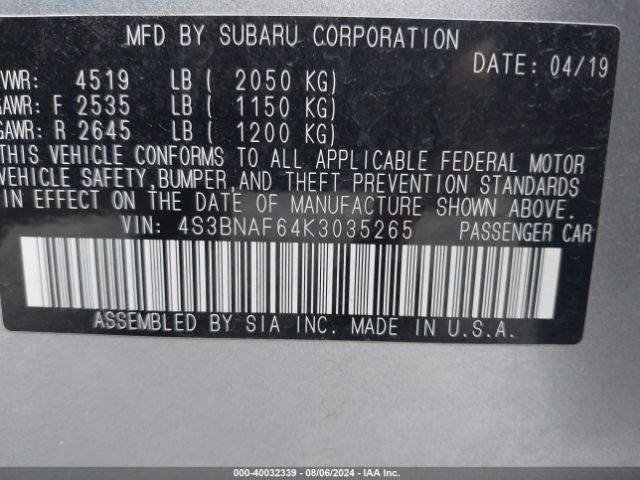 MFD BY SUBARU CORPORATION
DATE: 04/19
VWR: 4519 LB ( 2050 KG)
GAWR: F 2535 LB ( 1150 KG)
GAWR: R 2645 LB ( 1200 KG)
THIS VEHICLE CONFORMS TO ALL APPLICABLE FEDERAL MOTOR
VEHICLE SAFETY, BUMPER, AND THEFT PREVENTION STANDARDS
IN EFFECT ON THE DATE OF MANUFACTURE SHOWN ABOVE.
VIN: 4S3BNAF64K3035265 PASSENGER CAR
ASSEMBLED BY SIA INC. MADE IN U.S.A.
000-40032339 - 08/06/2024 - IAAI.COM